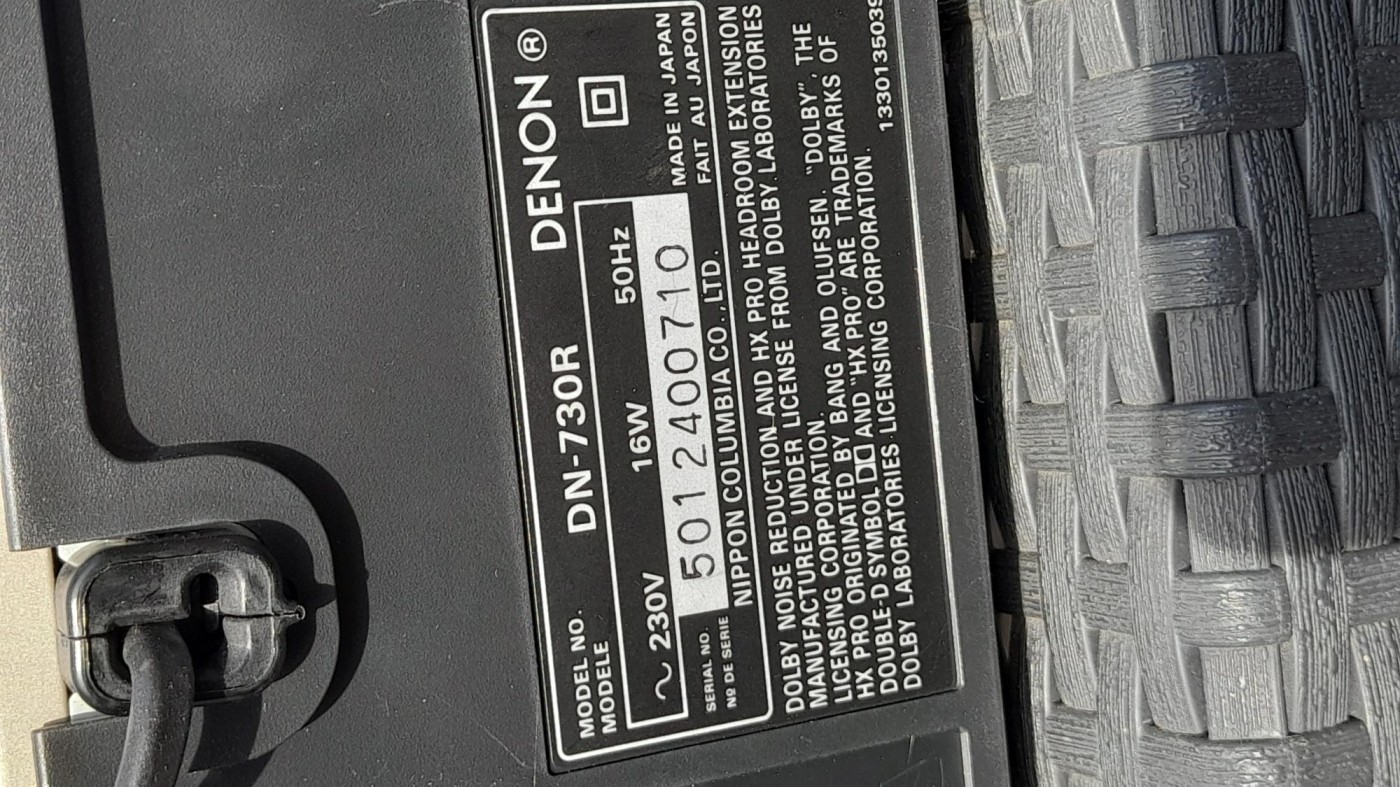 DENON®
MODEL NO.
MODELE
DN-730R
~ 230V 16W 50Hz
SERIAL NO.
Nº DE SERIE
5012400710
MADE IN JAPAN
FAIT AU JAPON
NIPPON COLUMBIA CO.,LTD.
DOLBY NOISE REDUCTION AND HX PRO HEADROOM EXTENSION
MANUFACTURED UNDER LICENSE FROM DOLBY LABORATORIES
LICENSING CORPORATION.
HX PRO ORIGINATED BY BANG AND OLUFSEN. "DOLBY", THE
DOUBLE-D SYMBOL AND "HX PRO" ARE TRADEMARKS OF
DOLBY LABORATORIES LICENSING CORPORATION.
1330135039